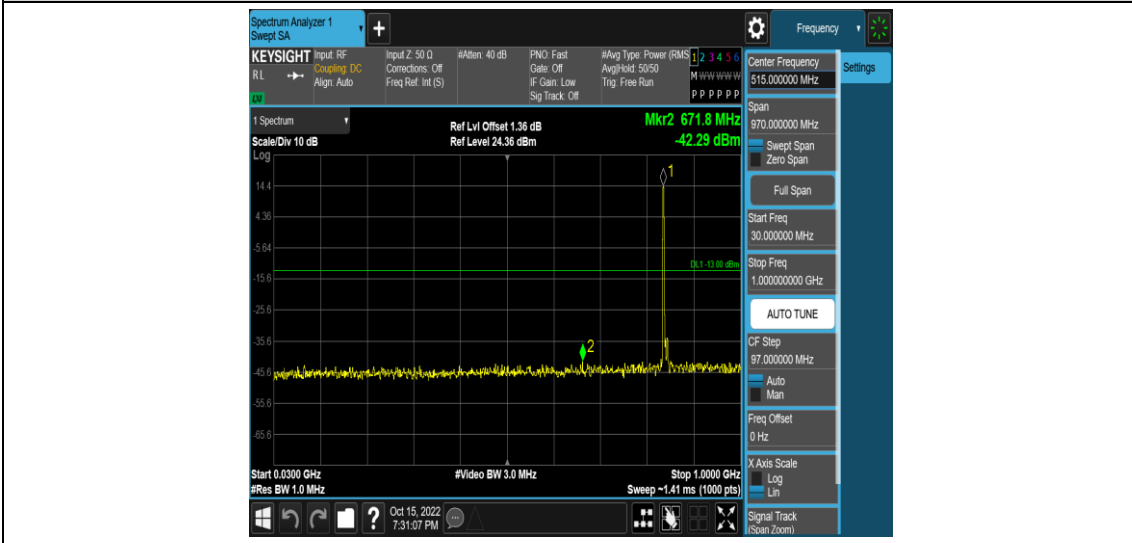 Spectrum Analyzer 1
Swept SA
+
Frequency
KEYSIGHT
RL
LXI
Input: RF
Coupling: DC
Align: Auto
Input Z: 50 Ω
Corrections: Off
Freq Ref: Int (S)
#Atten: 40 dB
PNO: Fast
Gate: Off
IF Gain: Low
Sig Track: Off
#Avg Type: Power (RMS
Avg|Hold: 50/50
Trig: Free Run
1 2 3 4 5 6
M W W W W W
P P P P P P
1 Spectrum
Scale/Div 10 dB
Log
Ref Lvl Offset 1.36 dB
Ref Level 24.36 dBm
Mkr2 671.8 MHz
-42.29 dBm
1
14.4
4.36
-5.64
DL1 -13.00 dBm
-15.6
-25.6
-35.6
2
-45.6
-55.6
-65.6
Start 0.0300 GHz
#Res BW 1.0 MHz
#Video BW 3.0 MHz
Stop 1.0000 GHz
Sweep ~1.41 ms (1000 pts)
?
Oct 15, 2022
7:31:07 PM
Center Frequency
515.000000 MHz
Settings
Span
970.000000 MHz
Swept Span
Zero Span
Full Span
Start Freq
30.000000 MHz
Stop Freq
1.000000000 GHz
AUTO TUNE
CF Step
97.000000 MHz
Auto
Man
Freq Offset
0 Hz
X Axis Scale
Log
Lin
Signal Track
(Span Zoom)